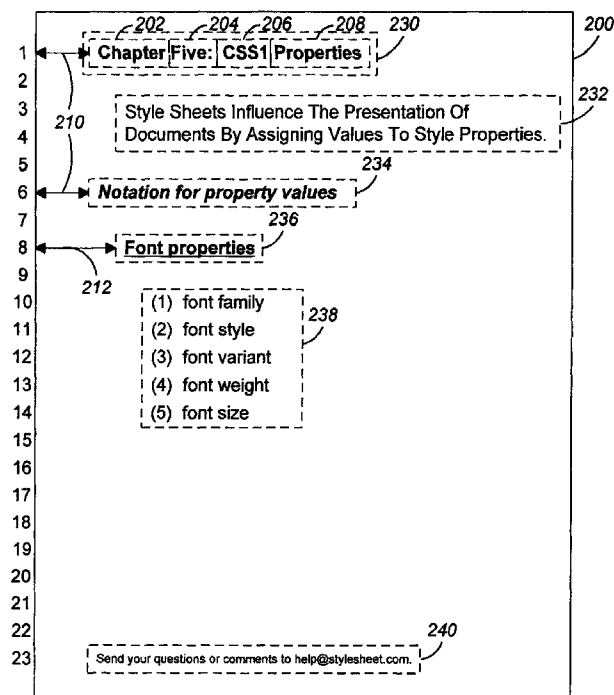 202 204 206 208 230 200
1 Chapter Five: CSS1 Properties
2
232
3 Style Sheets Influence The Presentation Of
210
4 Documents By Assigning Values To Style Properties.
5
234
6 Notation for property values
7
236
8 Font properties
212
9
10 (1) font family
238
11 (2) font style
12 (3) font variant
13 (4) font weight
14 (5) font size
15
16
17
18
19
20
21
22
240
23 Send your questions or comments to help@stylesheet.com.